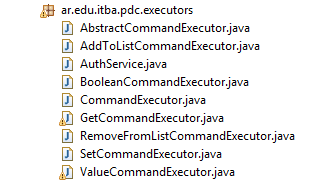 ar.edu.itba.pdc.executors
AbstractCommandExecutor.java
AddToListCommandExecutor.java
AuthService.java
BooleanCommandExecutor.java
CommandExecutor.java
GetCommandExecutor.java
RemoveFromListCommandExecutor.java
SetCommandExecutor.java
ValueCommandExecutor.java